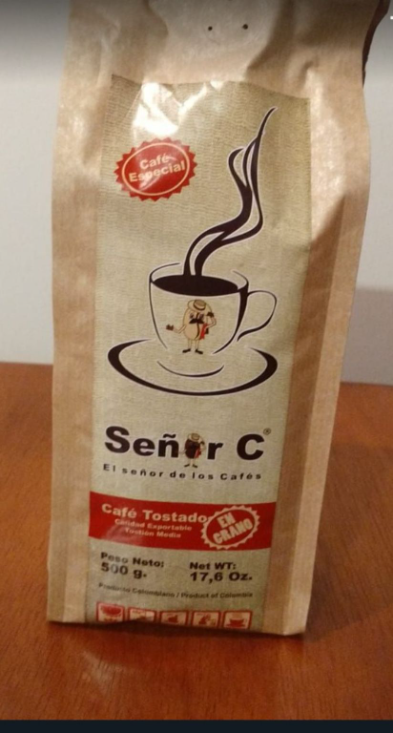 Café
Especial
Señor C®
El señor de los Cafés
Café Tostado
Calidad Exportable
Tostión Media
EN
GRANO
Peso Neto:
500 g.
Net WT:
17,6 Oz.
Producto Colombiano / Product of Colombia